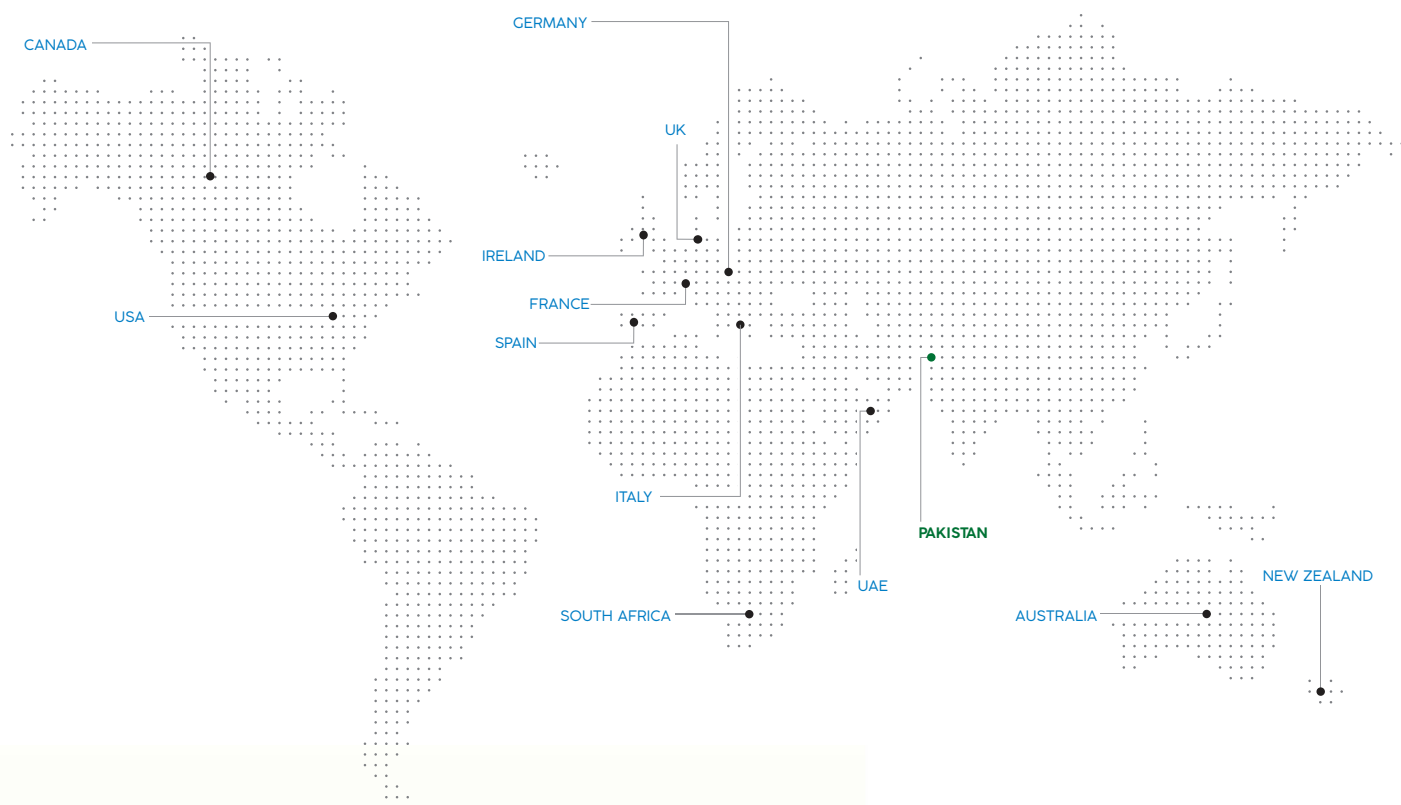 GERMANY
CANADA
UK
IRELAND
FRANCE
USA
SPAIN
ITALY
PAKISTAN
NEW ZEALAND
UAE
SOUTH AFRICA
AUSTRALIA